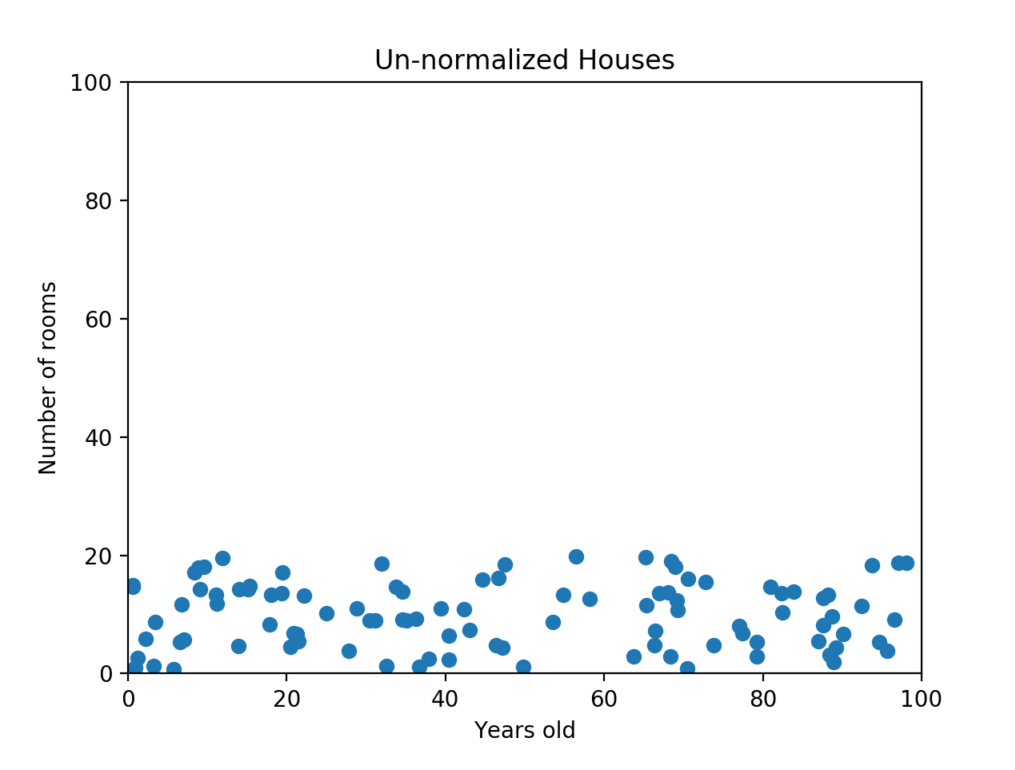 Un-normalized Houses
100
80
60
40
20
0
Number of rooms
0 20 40 60 80 100
Years old